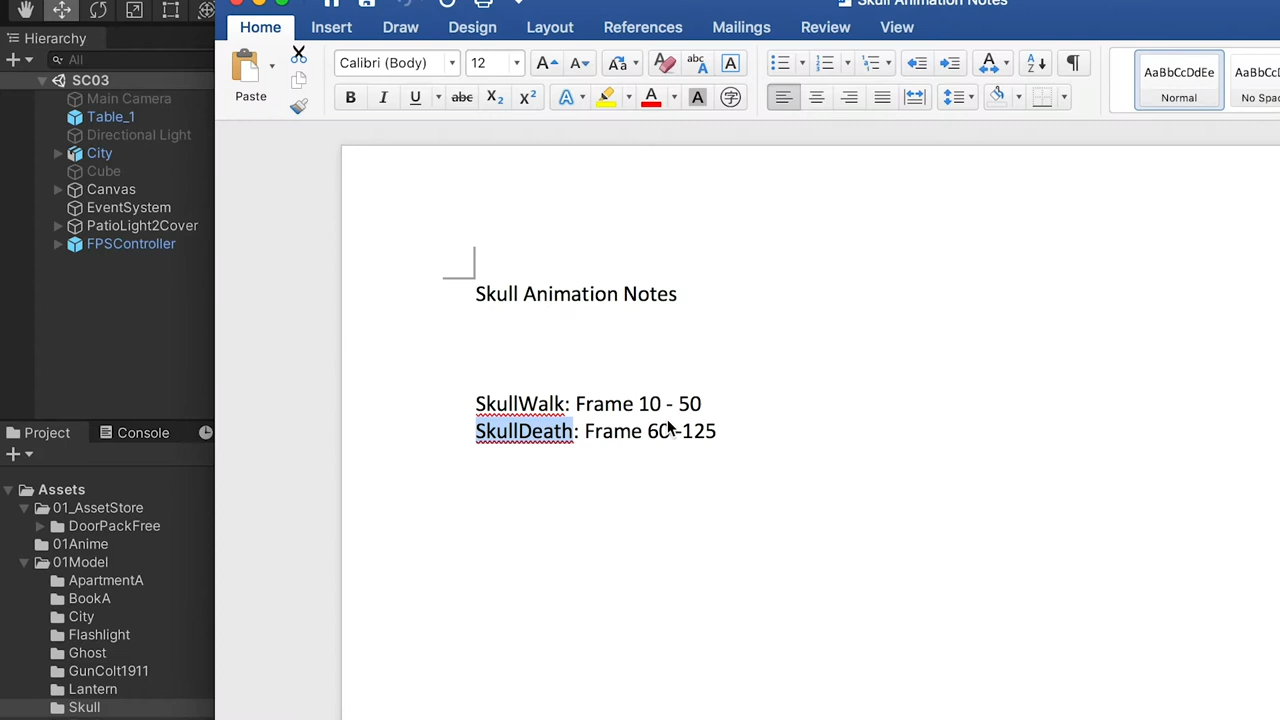 Skull Animation Notes
Home
Insert
Draw
Design
Layout
References
Mailings
Review
View
Hierarchy
All
SC03
Main Camera
Table_1
Directional Light
City
Cube
Canvas
EventSystem
PatioLight2Cover
FPSController
Paste
Calibri (Body)
12
AaBbCcDdEe
Normal
AaBbCcDc
No Spac
Skull Animation Notes
SkullWalk: Frame 10 - 50
SkullDeath: Frame 60 -125
Project
Console
Assets
01_AssetStore
DoorPackFree
01Anime
01Model
ApartmentA
BookA
City
Flashlight
Ghost
GunColt1911
Lantern
Skull